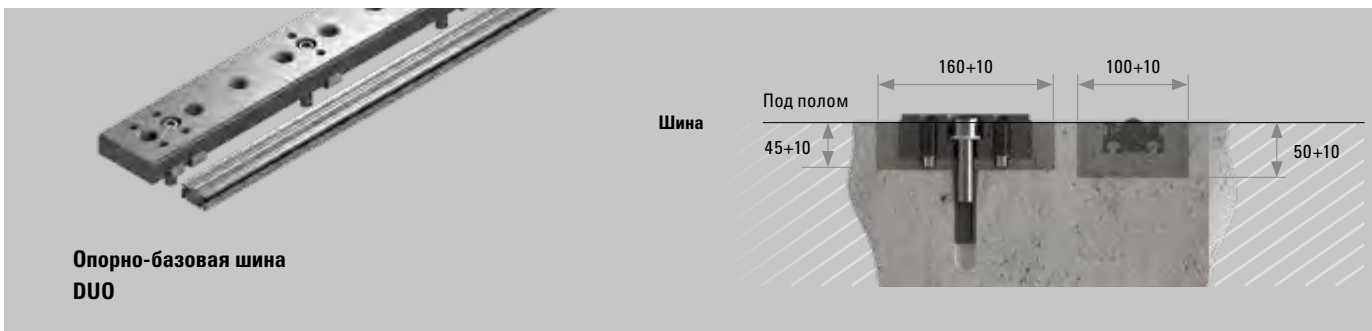 160+10
100+10
Под полом
Шина
45+10
50+10
Опорно-базовая шина
DUO